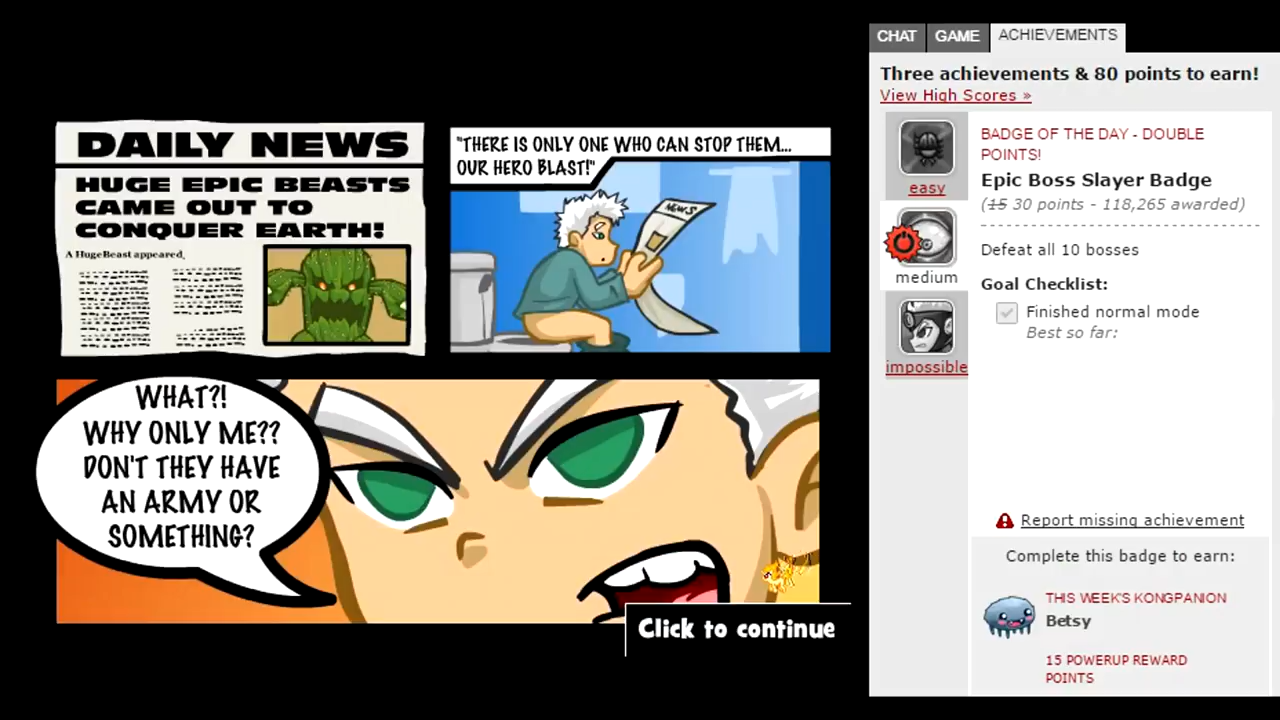 DAILY NEWS
HUGE EPIC BEASTS
CAME OUT TO
CONQUER EARTH!
A HugeBeast appeared.
"THERE IS ONLY ONE WHO CAN STOP THEM...
OUR HERO BLAST!"
NEWS
WHAT?!
WHY ONLY ME??
DON'T THEY HAVE
AN ARMY OR
SOMETHING?
Click to continue
CHAT
GAME
ACHIEVEMENTS
Three achievements & 80 points to earn!
View High Scores »
easy
medium
impossible
BADGE OF THE DAY - DOUBLE
POINTS!
Epic Boss Slayer Badge
(15 30 points - 118,265 awarded)
Defeat all 10 bosses
Goal Checklist:
Finished normal mode
Best so far:
Report missing achievement
Complete this badge to earn:
THIS WEEK'S KONGPANION
Betsy
15 POWERUP REWARD
POINTS